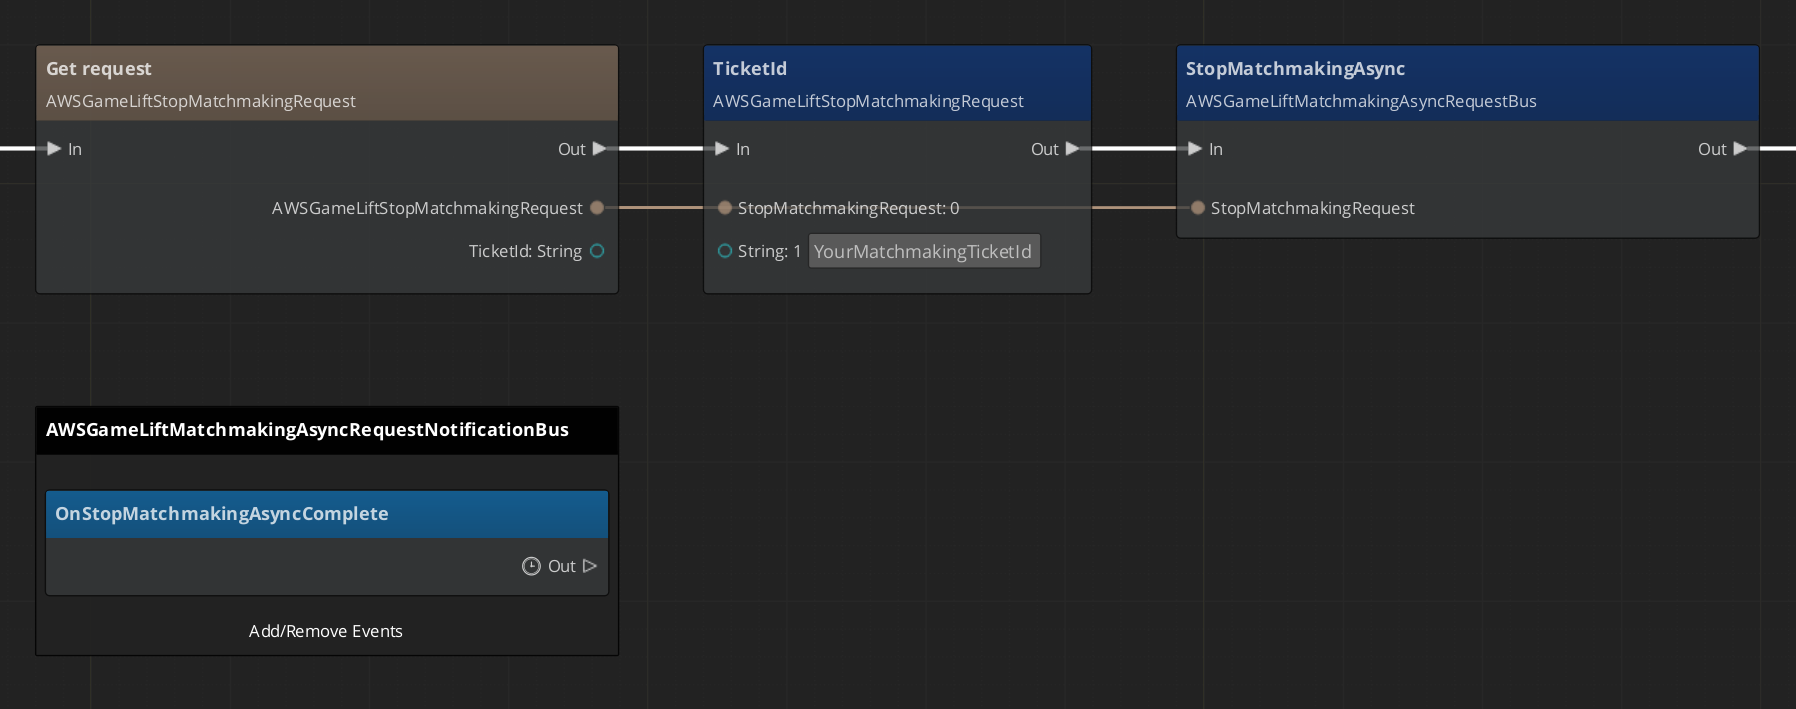 Get request
AWSGameLiftStopMatchmakingRequest
In
Out
AWSGameLiftStopMatchmakingRequest
TicketId: String
TicketId
AWSGameLiftStopMatchmakingRequest
In
Out
StopMatchmakingRequest: 0
String: 1 YourMatchmakingTicketId
StopMatchmakingAsync
AWSGameLiftMatchmakingAsyncRequestBus
In
Out
StopMatchmakingRequest
AWSGameLiftMatchmakingAsyncRequestNotificationBus
OnStopMatchmakingAsyncComplete
Out
Add/Remove Events